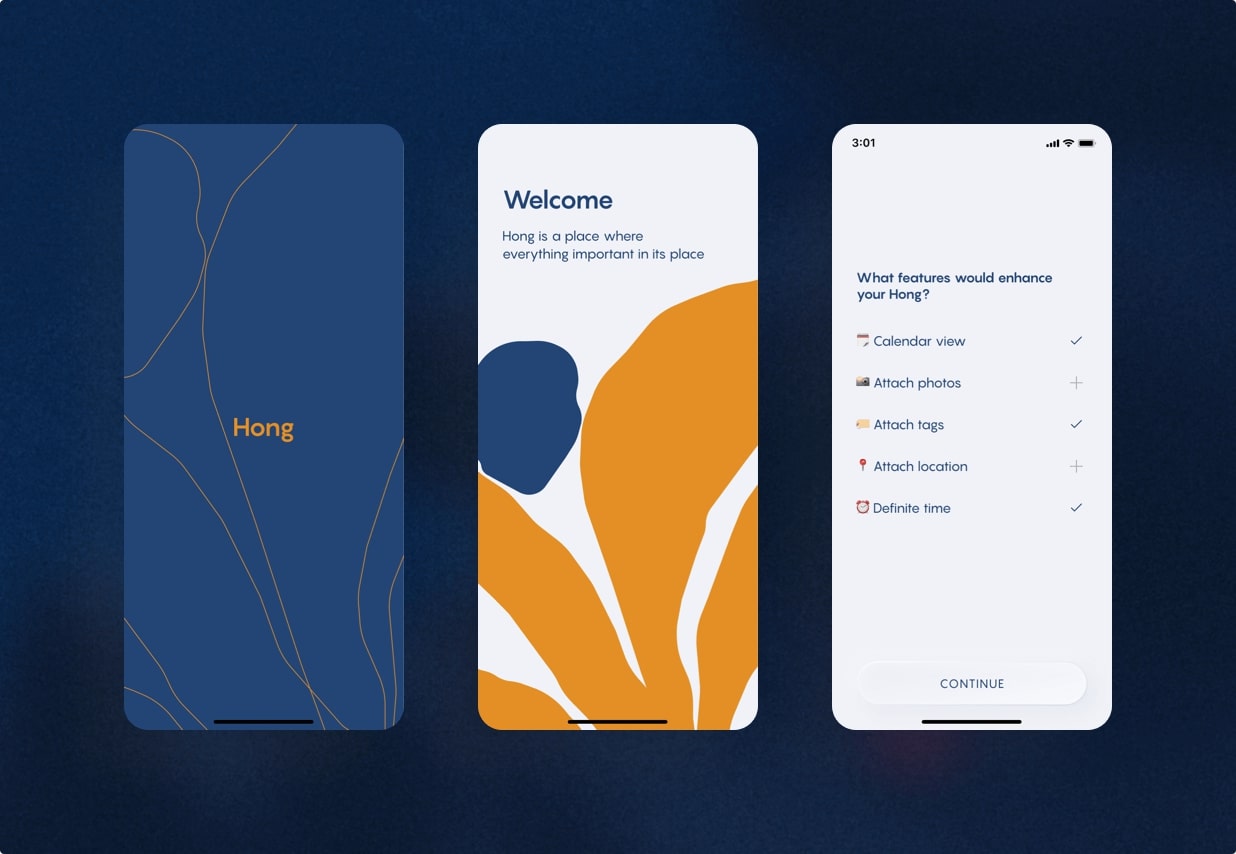 Hong
Welcome
Hong is a place where
everything important in its place
3:01
What features would enhance
your Hong?
Calendar view
Attach photos
Attach tags
Attach location
Definite time
CONTINUE